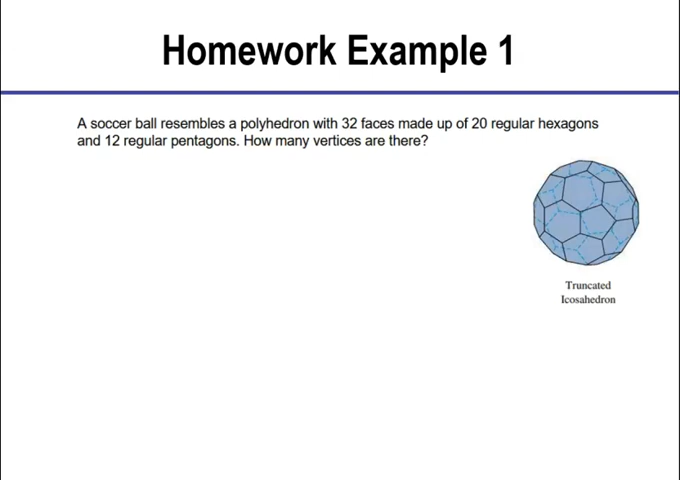 Homework Example 1
A soccer ball resembles a polyhedron with 32 faces made up of 20 regular hexagons
and 12 regular pentagons. How many vertices are there?
Truncated
Icosahedron